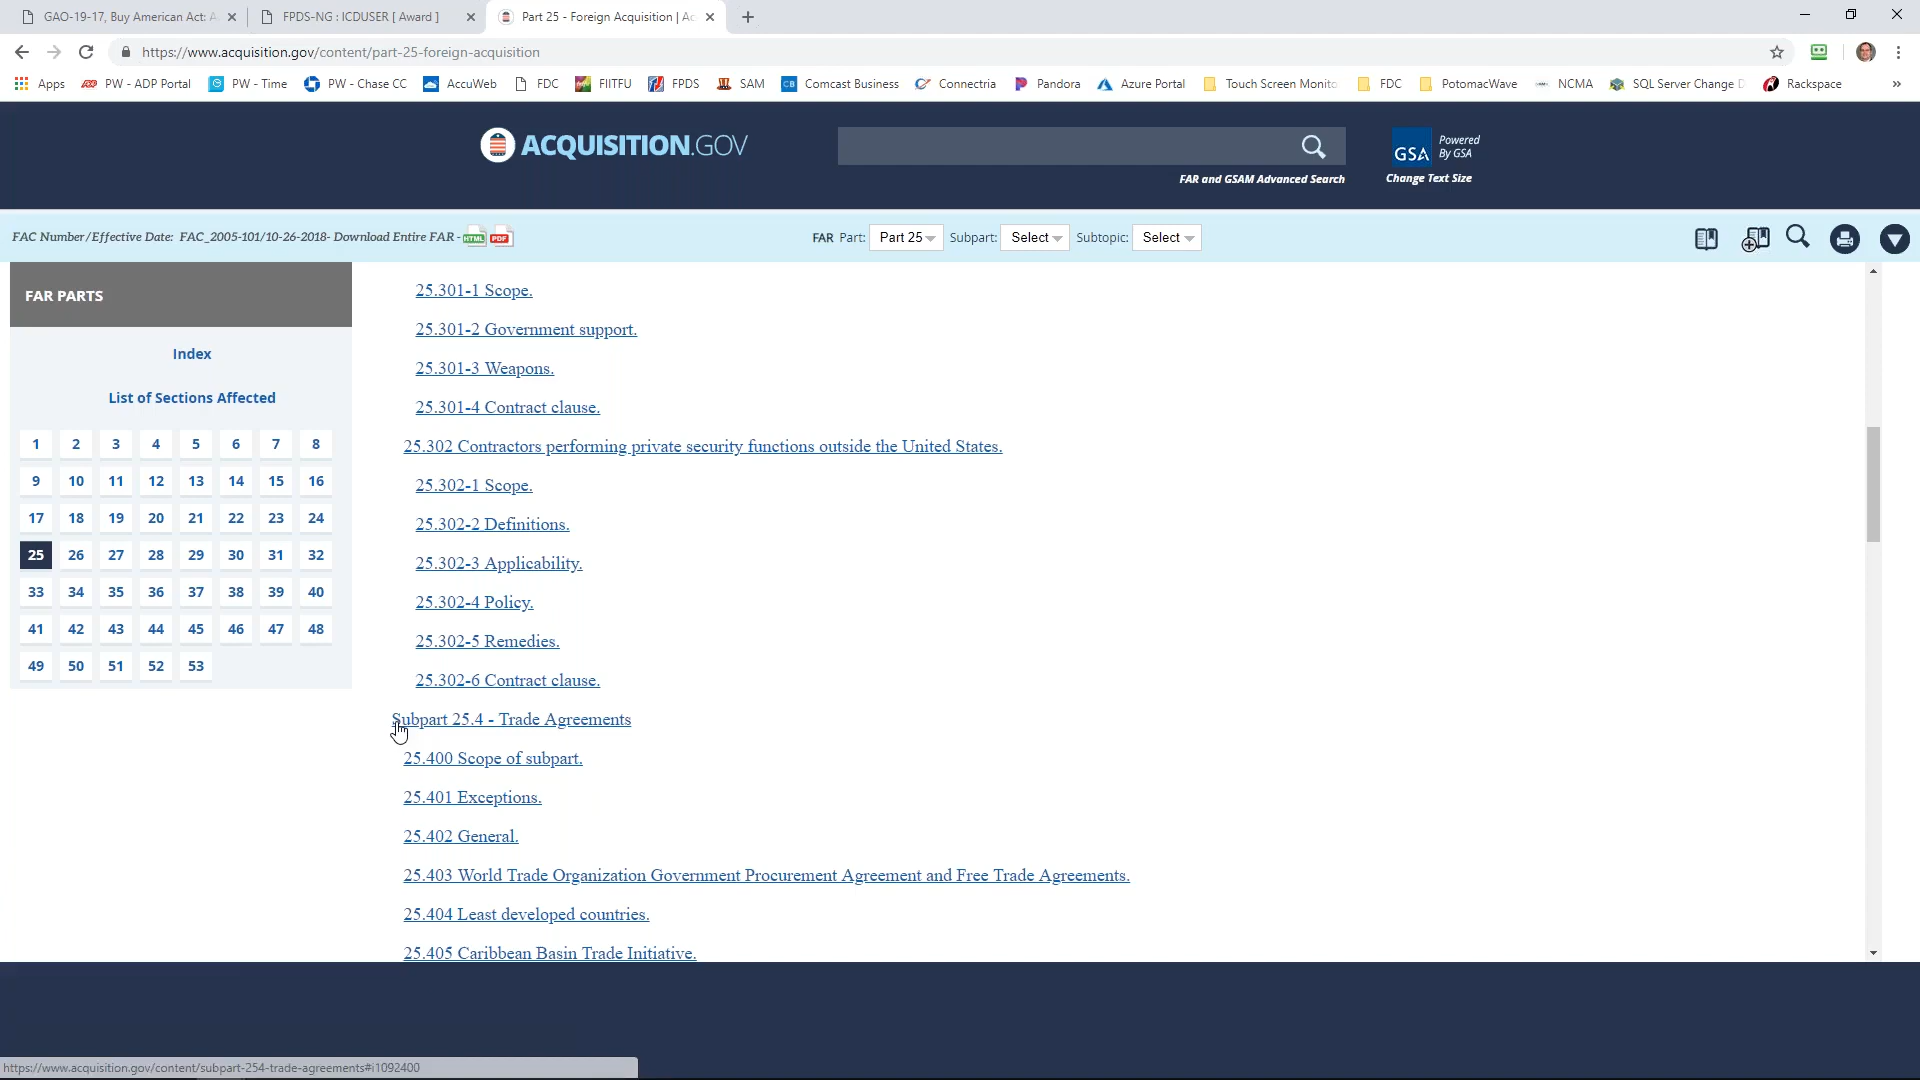 GAO-19-17, Buy American Act: A
FPDS-NG : ICDUSER [ Award ]
Part 25 - Foreign Acquisition | Ac
https://www.acquisition.gov/content/part-25-foreign-acquisition
Apps
PW - ADP Portal
PW - Time
PW - Chase CC
AccuWeb
FDC
FIITFU
FPDS
SAM
Comcast Business
Connectria
Pandora
Azure Portal
Touch Screen Monito
FDC
PotomacWave
NCMA
SQL Server Change D
Rackspace
ACQUISITION.GOV
GSA
Powered
By GSA
FAR and GSAM Advanced Search
Change Text Size
FAC Number/Effective Date: FAC_2005-101/10-26-2018- Download Entire FAR - HTML PDF
FAR Part: Part 25 Subpart: Select Subtopic: Select
FAR PARTS
Index
List of Sections Affected
1 2 3 4 5 6 7 8
9 10 11 12 13 14 15 16
17 18 19 20 21 22 23 24
25 26 27 28 29 30 31 32
33 34 35 36 37 38 39 40
41 42 43 44 45 46 47 48
49 50 51 52 53
25.301-1 Scope.
25.301-2 Government support.
25.301-3 Weapons.
25.301-4 Contract clause.
25.302 Contractors performing private security functions outside the United States.
25.302-1 Scope.
25.302-2 Definitions.
25.302-3 Applicability.
25.302-4 Policy.
25.302-5 Remedies.
25.302-6 Contract clause.
Subpart 25.4 - Trade Agreements
25.400 Scope of subpart.
25.401 Exceptions.
25.402 General.
25.403 World Trade Organization Government Procurement Agreement and Free Trade Agreements.
25.404 Least developed countries.
25.405 Caribbean Basin Trade Initiative.
https://www.acquisition.gov/content/subpart-254-trade-agreements#i1092400